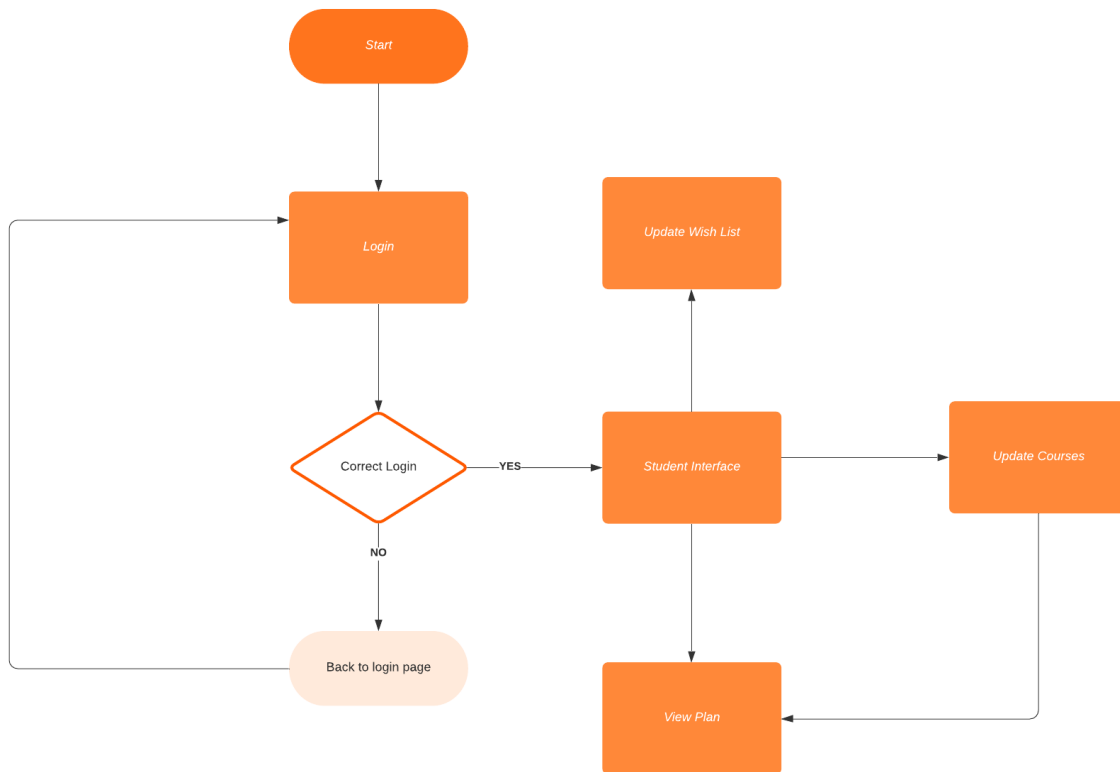 Start
Login
Update Wish List
Correct Login
YES
Student Interface
Update Courses
NO
Back to login page
View Plan